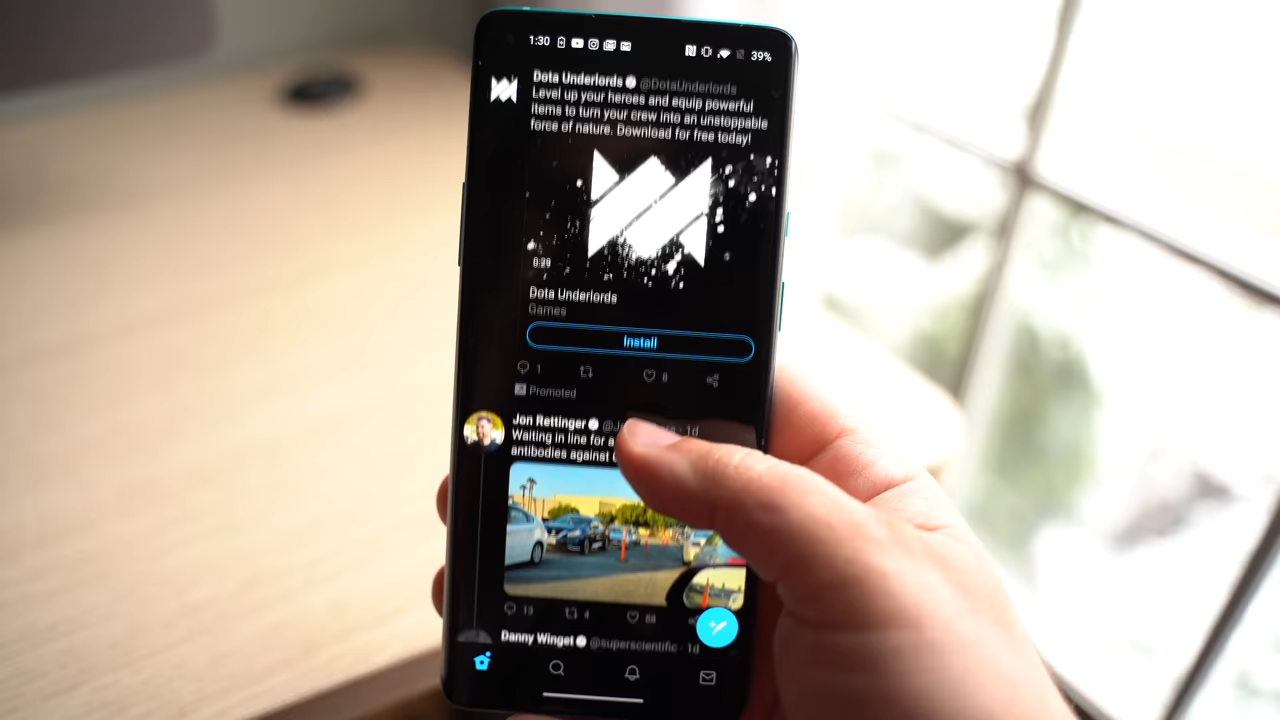 1:30
39%
Dota Underlords @DotaUnderlords
Level up your heroes and equip powerful
items to turn your crew into an unstoppable
force of nature. Download for free today!
0:29
Dota Underlords
Games
Install
1
8
Promoted
Jon Rettinger 1d
Waiting in line for a
antibodies against
13
4
88
Danny Winget @superscientific · 1d